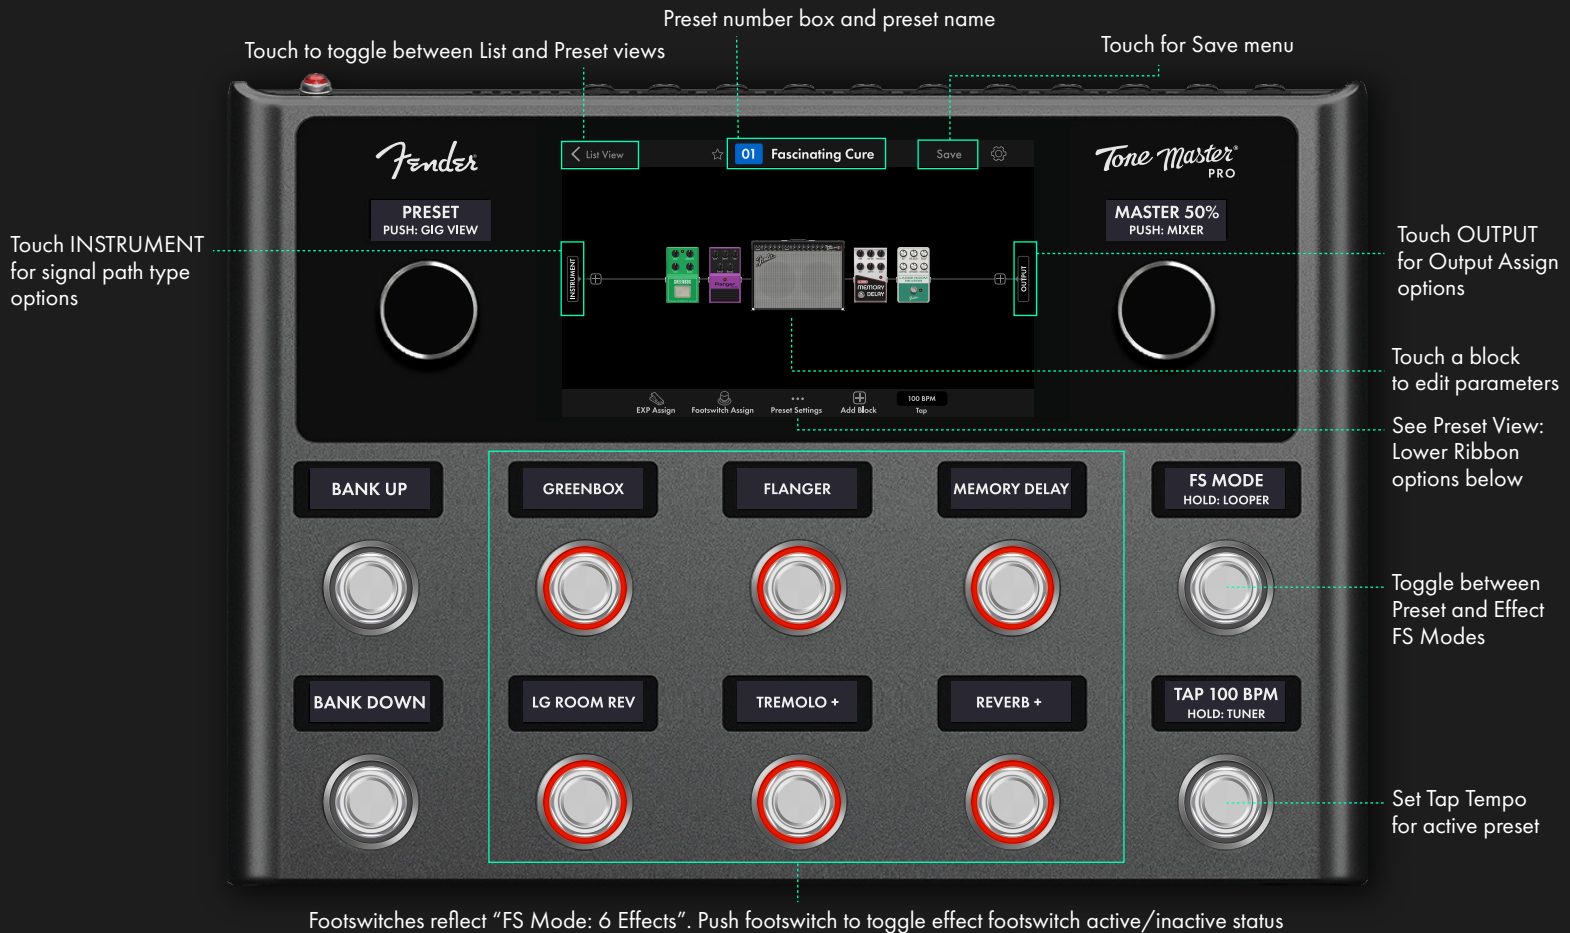 Preset number box and preset name
Touch to toggle between List and Preset views
Touch for Save menu
Fender
List View
01 Fascinating Cure
Save
Tone Master®
PRO
PRESET
PUSH: GIG VIEW
MASTER 50%
PUSH: MIXER
Touch INSTRUMENT
for signal path type
options
Touch OUTPUT
for Output Assign
options
INSTRUMENT
GREENBOX
Flanger
Fender
MEMORY
DELAY
OUTPUT
Touch a block
to edit parameters
EXP Assign
Footswitch Assign
Preset Settings
Add Block
100 BPM
Tap
See Preset View:
Lower Ribbon
options below
BANK UP
GREENBOX
FLANGER
MEMORY DELAY
FS MODE
HOLD: LOOPER
Toggle between
Preset and Effect
FS Modes
BANK DOWN
LG ROOM REV
TREMOLO +
REVERB +
TAP 100 BPM
HOLD: TUNER
Set Tap Tempo
for active preset
Footswitches reflect “FS Mode: 6 Effects”. Push footswitch to toggle effect footswitch active/inactive status